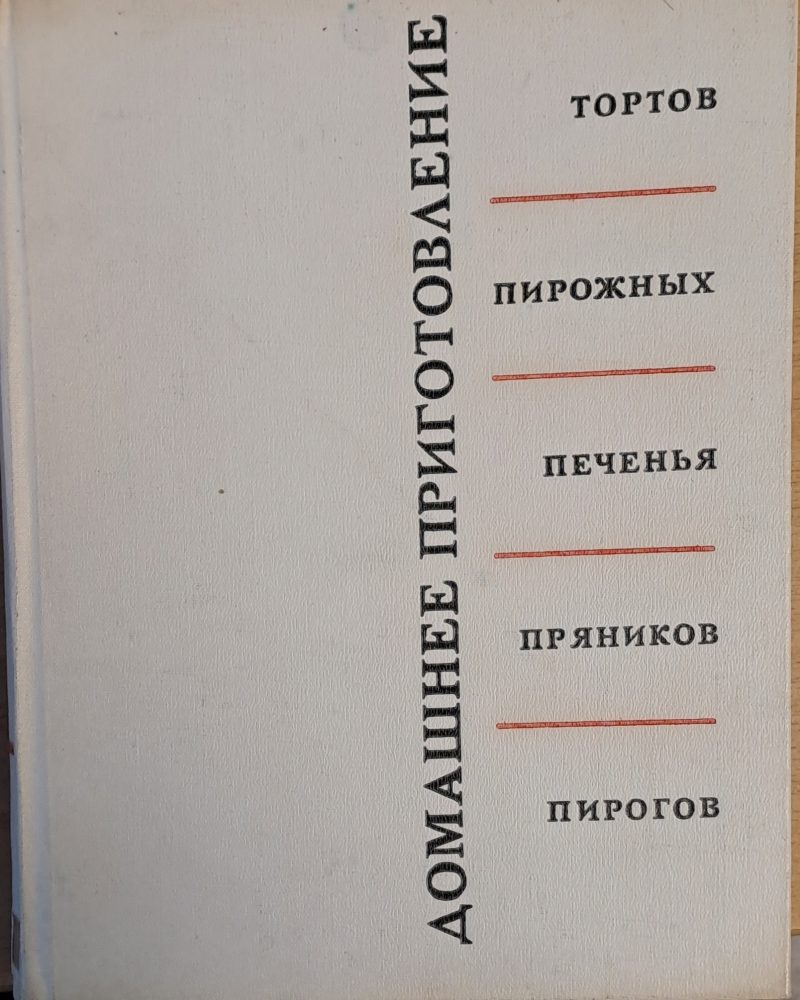 ДОМАШНЕЕ ПРИГОТОВЛЕНИЕ
ТОРТОВ
ПИРОЖНЫХ
ПЕЧЕНЬЯ
ПРЯНИКОВ
ПИРОГОВ